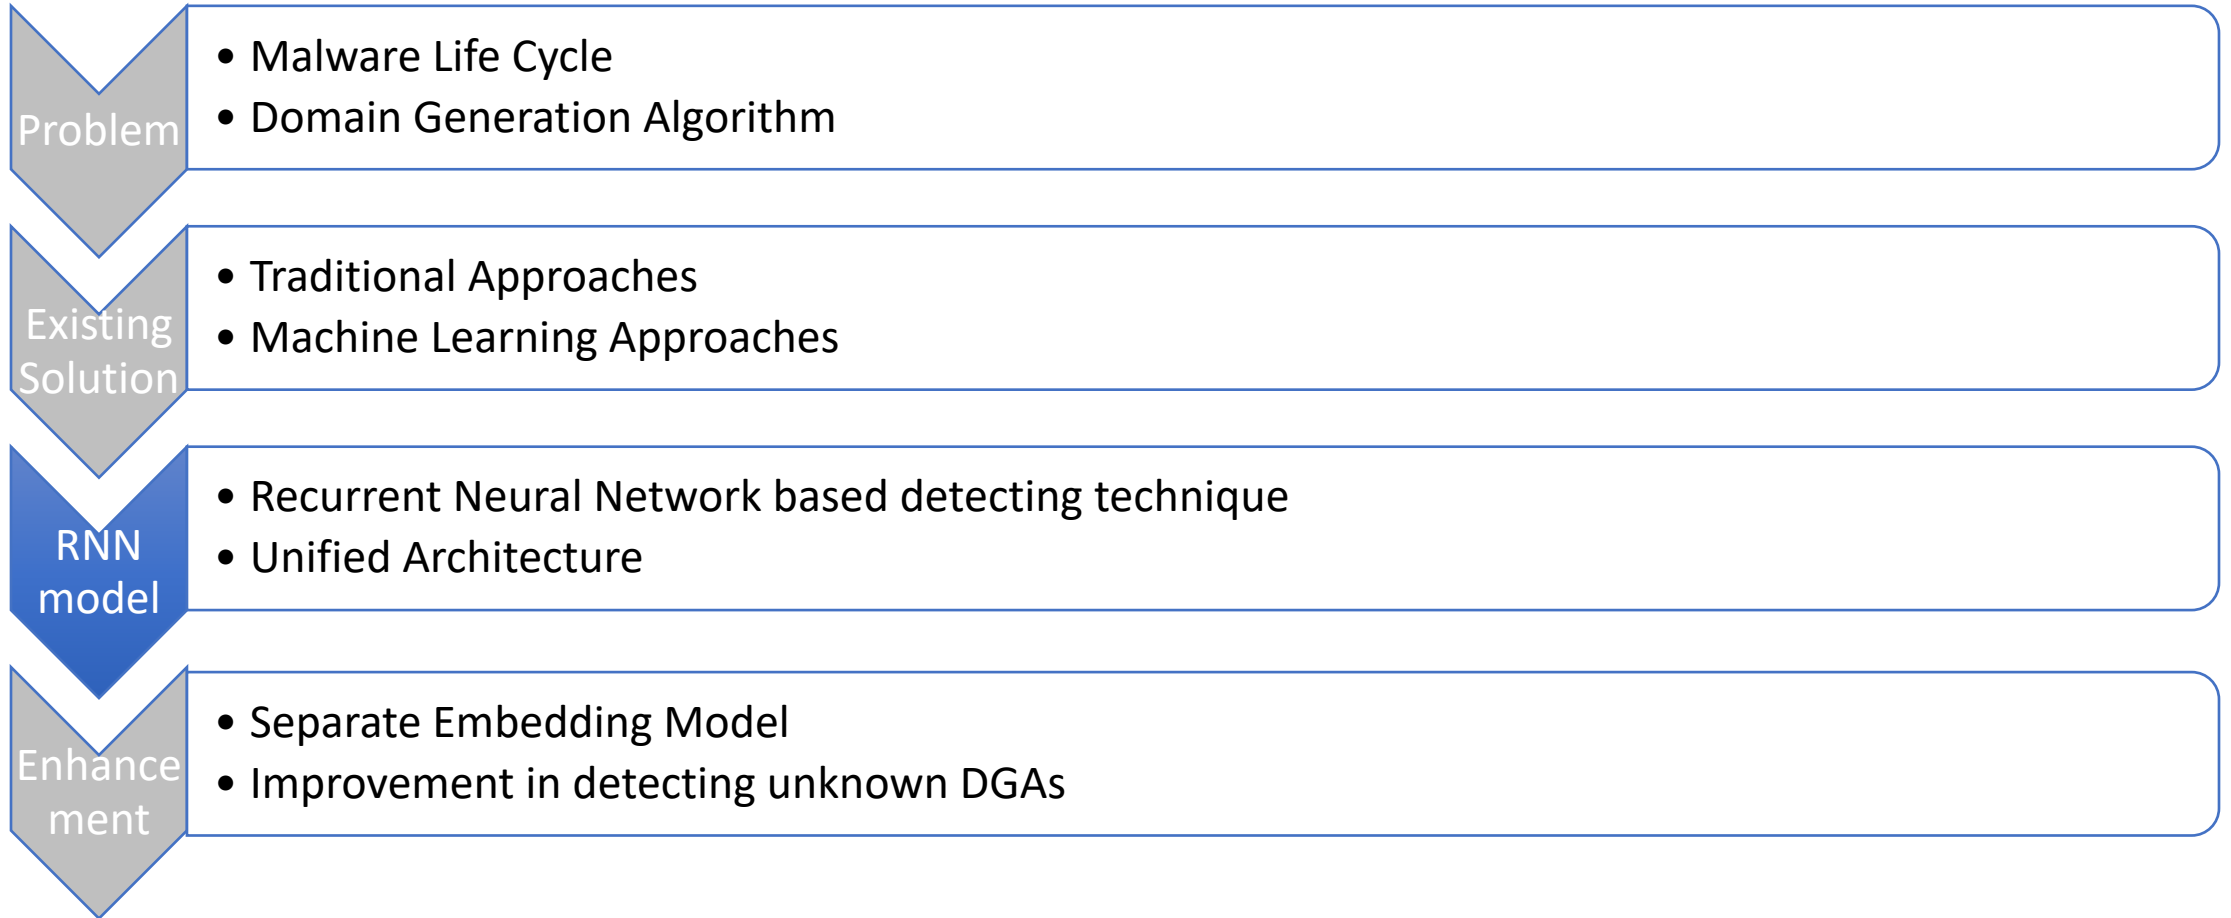 Problem
• Malware Life Cycle
• Domain Generation Algorithm
Existing
Solution
• Traditional Approaches
• Machine Learning Approaches
RNN
model
• Recurrent Neural Network based detecting technique
• Unified Architecture
Enhance
ment
• Separate Embedding Model
• Improvement in detecting unknown DGAs